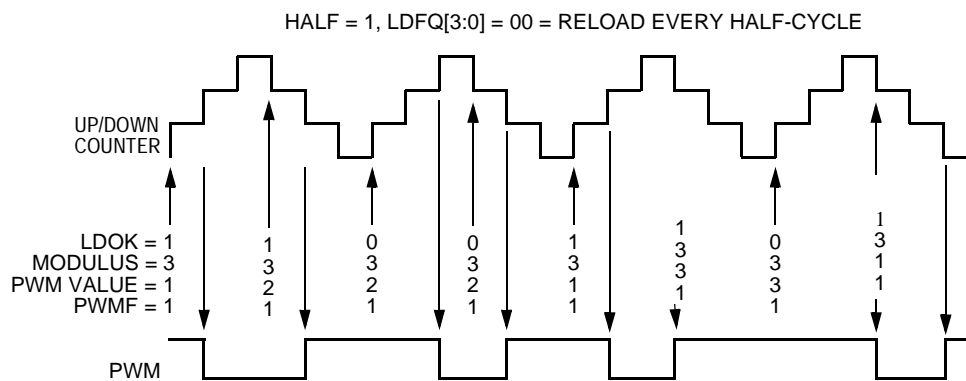 HALF = 1, LDFQ[3:0] = 00 = RELOAD EVERY HALF-CYCLE
UP/DOWN
COUNTER
LDOK = 1 1 0 0 1 1 0 1
MODULUS = 3 3 3 3 3 3 3 3
PWM VALUE = 1 2 2 2 1 3 3 1
PWMF = 1 1 1 1 1 1 1 1
PWM